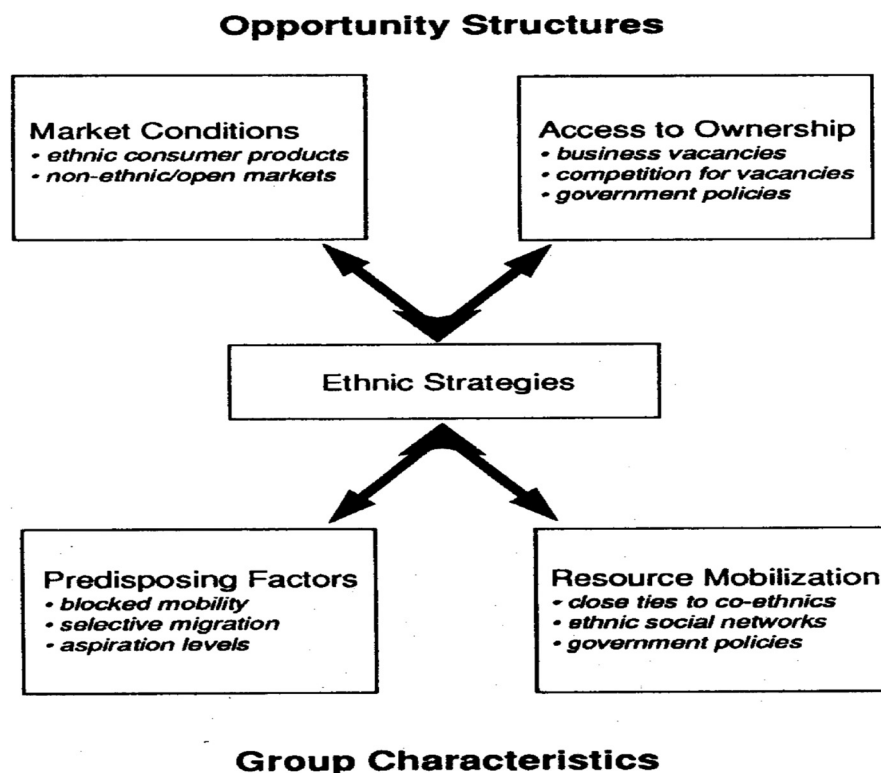 Opportunity Structures
Market Conditions
• ethnic consumer products
• non-ethnic/open markets
Access to Ownership
• business vacancies
• competition for vacancies
• government policies
Ethnic Strategies
Predisposing Factors
• blocked mobility
• selective migration
• aspiration levels
Resource Mobilization
• close ties to co-ethnics
• ethnic social networks
• government policies
Group Characteristics